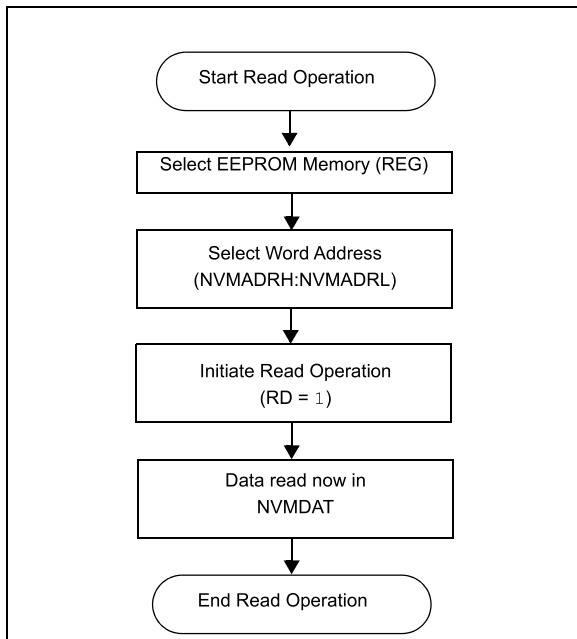 Start Read Operation
Select EEPROM Memory (REG)
Select Word Address
(NVMADRH:NVMADRL)
Initiate Read Operation
(RD = 1)
Data read now in
NVMDAT
End Read Operation